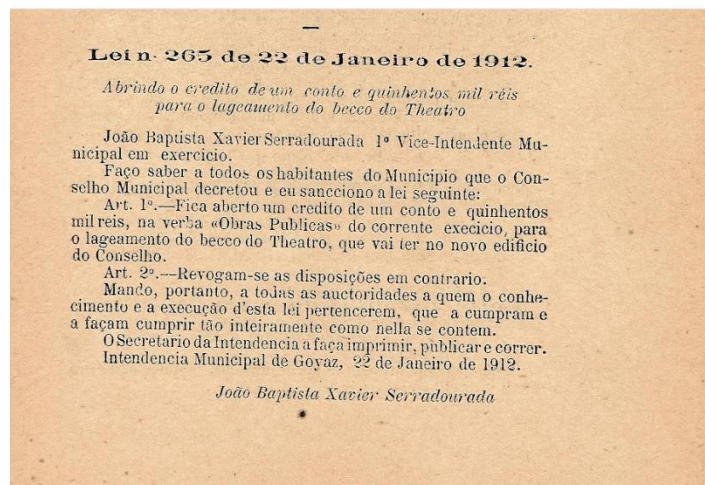 Lei n. 265 de 22 de Janeiro de 1912.
Abrindo o credito de um conto e quinhentos mil réis
para o lageamento do becco do Theatro
João Baptista Xavier Serradourada 1º Vice-Intendente Mu-
nicipal em exercicio.
Faço saber a todos os habitantes do Municipio que o Con-
selho Municipal decretou e eu sancciono a lei seguinte:
Art. 1º.—Fica aberto um credito de um conto e quinhentos
mil reis, na verba «Obras Publicas» do corrente execicio, para
o lageamento do becco do Theatro, que vai ter no novo edificio
do Conselho.
Art. 2º.—Revogam-se as disposições em contrario.
Mando, portanto, a todas as auctoridades a quem o conhe-
cimento e a execução d'esta lei pertencerem, que a cumpram e
a façam cumprir tão inteiramente como nella se contem.
O Secretario da Intendencia a faça imprimir, publicar e correr.
Intendencia Municipal de Goyaz, 22 de Janeiro de 1912.
João Baptista Xavier Serradourada